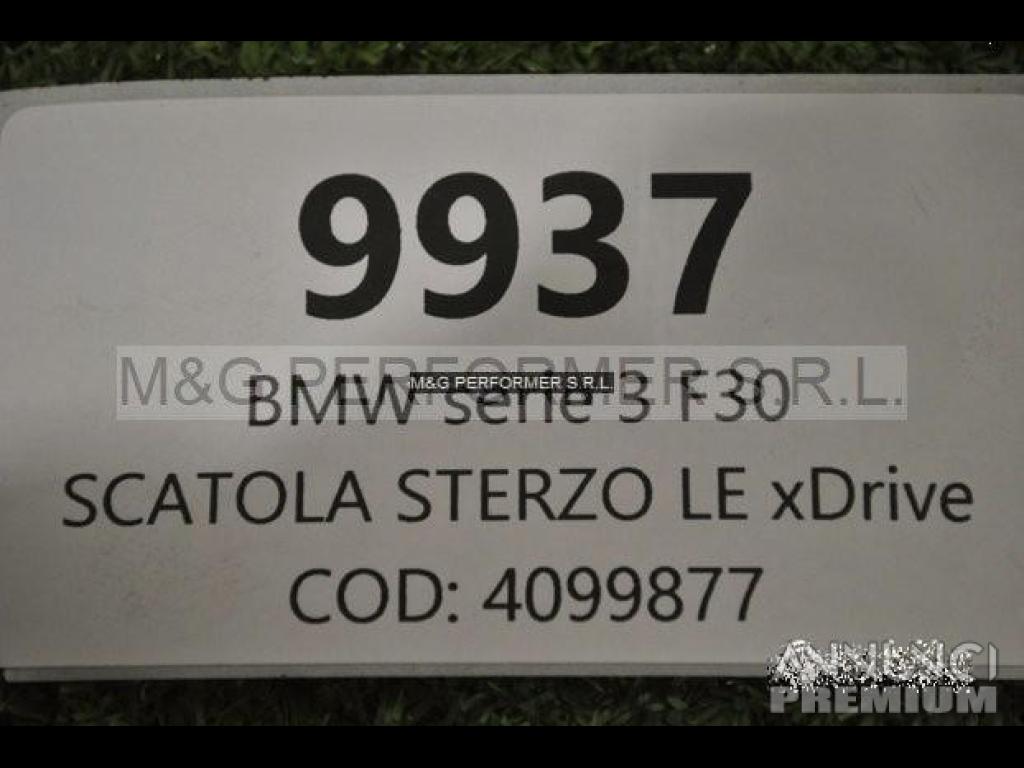 9937
M&G PERFORMER S.R.L.
M&G PERFORMER S.R.L.
BMW serie 3 F30
SCATOLA STERZO LE xDrive
COD: 4099877
ANNUNCI
PREMIUM